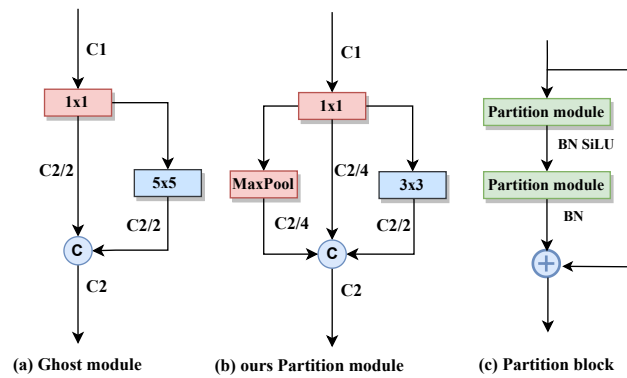 C1
1x1
C2/2
5x5
C2/2
C
C2
(a) Ghost module
C1
1x1
C2/4
MaxPool
3x3
C2/4
C2/2
C
C2
(b) ours Partition module
Partition module
BN SiLU
Partition module
BN
(c) Partition block